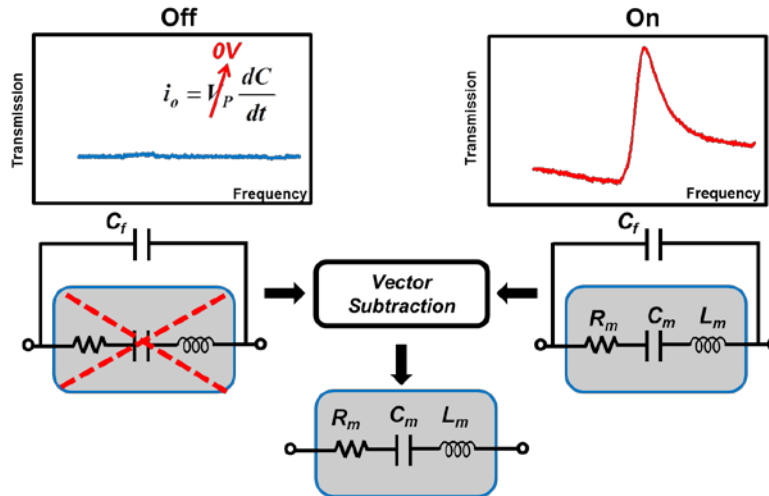 Off
On
Transmission
0V
i_o = V_P dC/dt
Frequency
Transmission
Frequency
C_f
C_f
Vector
Subtraction
R_m C_m L_m
R_m C_m L_m